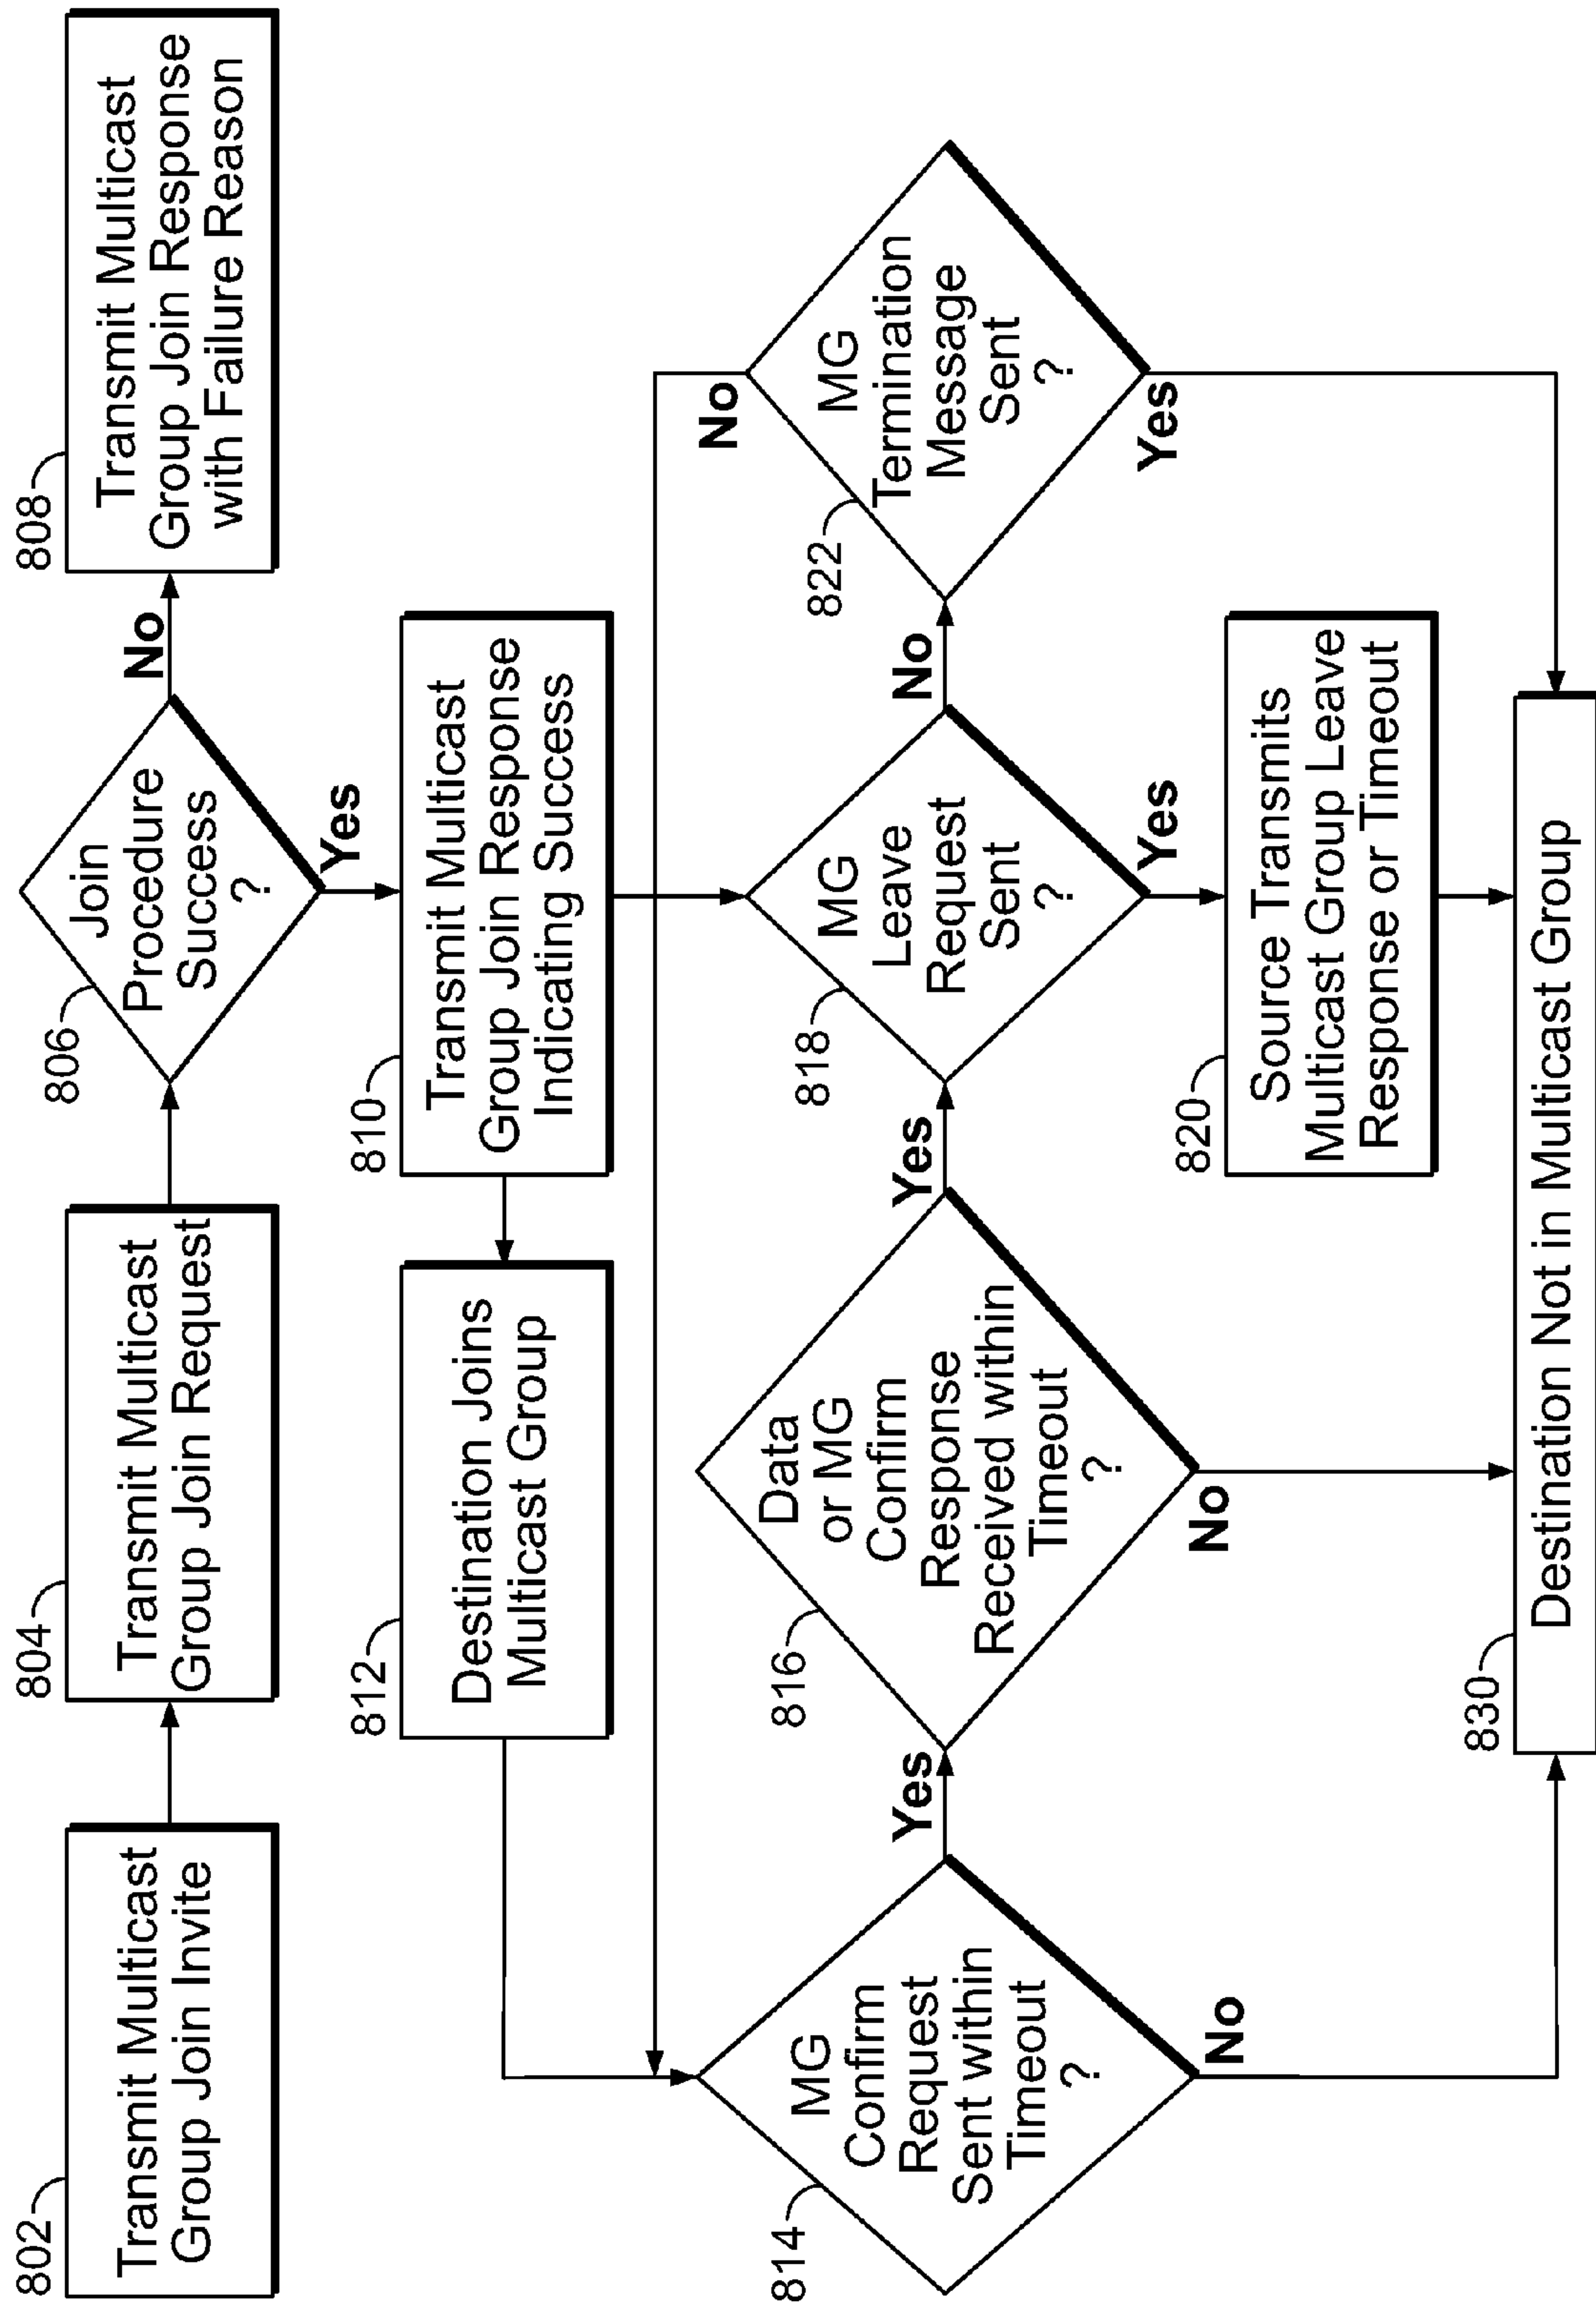 802
Transmit Multicast
Group Join Invite
804
Transmit Multicast
Group Join Request
806
Join
Procedure
Success
?
No
Yes
808
Transmit Multicast
Group Join Response
with Failure Reason
810
Transmit Multicast
Group Join Response
Indicating Success
812
Destination Joins
Multicast Group
814
MG
Confirm
Request
Sent within
Timeout
?
Yes
No
816
Data
or MG
Confirm
Response
Received within
Timeout
?
Yes
No
818
MG
Leave
Request
Sent
?
No
Yes
822
MG
Termination
Message
Sent
?
No
Yes
820
Source Transmits
Multicast Group Leave
Response or Timeout
830
Destination Not in Multicast Group